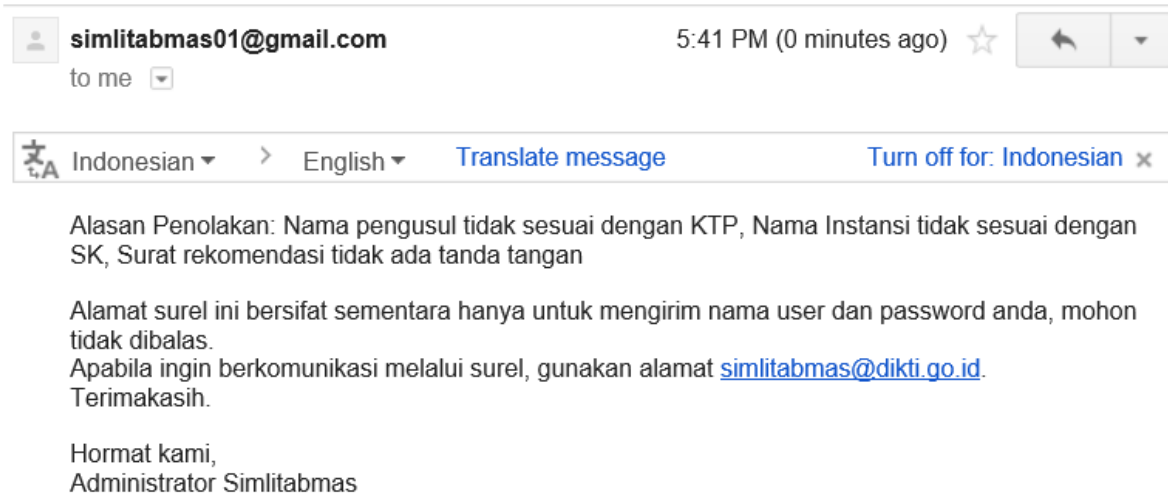 simlitabmas01@gmail.com 5:41 PM (0 minutes ago)
to me
Indonesian > English Translate message Turn off for: Indonesian ×
Alasan Penolakan: Nama pengusul tidak sesuai dengan KTP, Nama Instansi tidak sesuai dengan
SK, Surat rekomendasi tidak ada tanda tangan
Alamat surel ini bersifat sementara hanya untuk mengirim nama user dan password anda, mohon
tidak dibalas.
Apabila ingin berkomunikasi melalui surel, gunakan alamat simlitabmas@dikti.go.id.
Terimakasih.
Hormat kami,
Administrator Simlitabmas